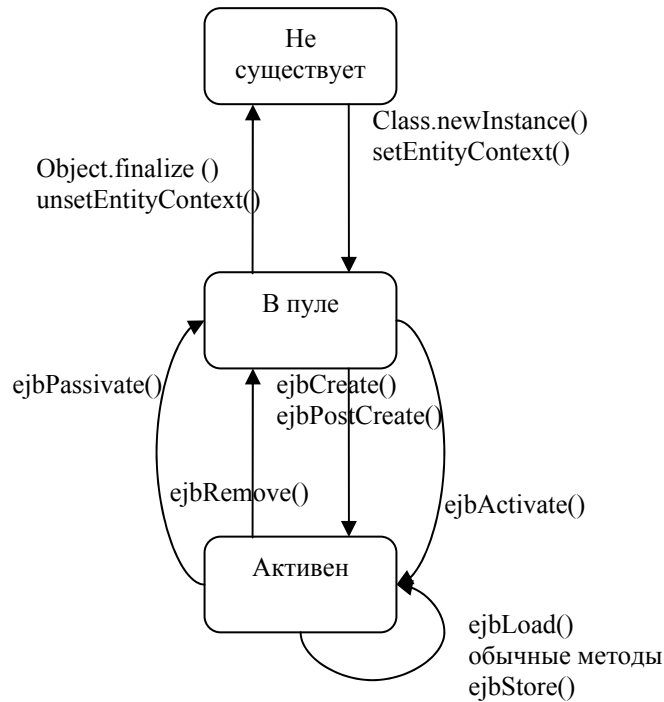 Не
существует
Class.newInstance()
setEntityContext()
Object.finalize ()
unsetEntityContext()
В пуле
ejbPassivate()
ejbCreate()
ejbPostCreate()
ejbRemove()
ejbActivate()
Активен
ejbLoad()
обычные методы
ejbStore()